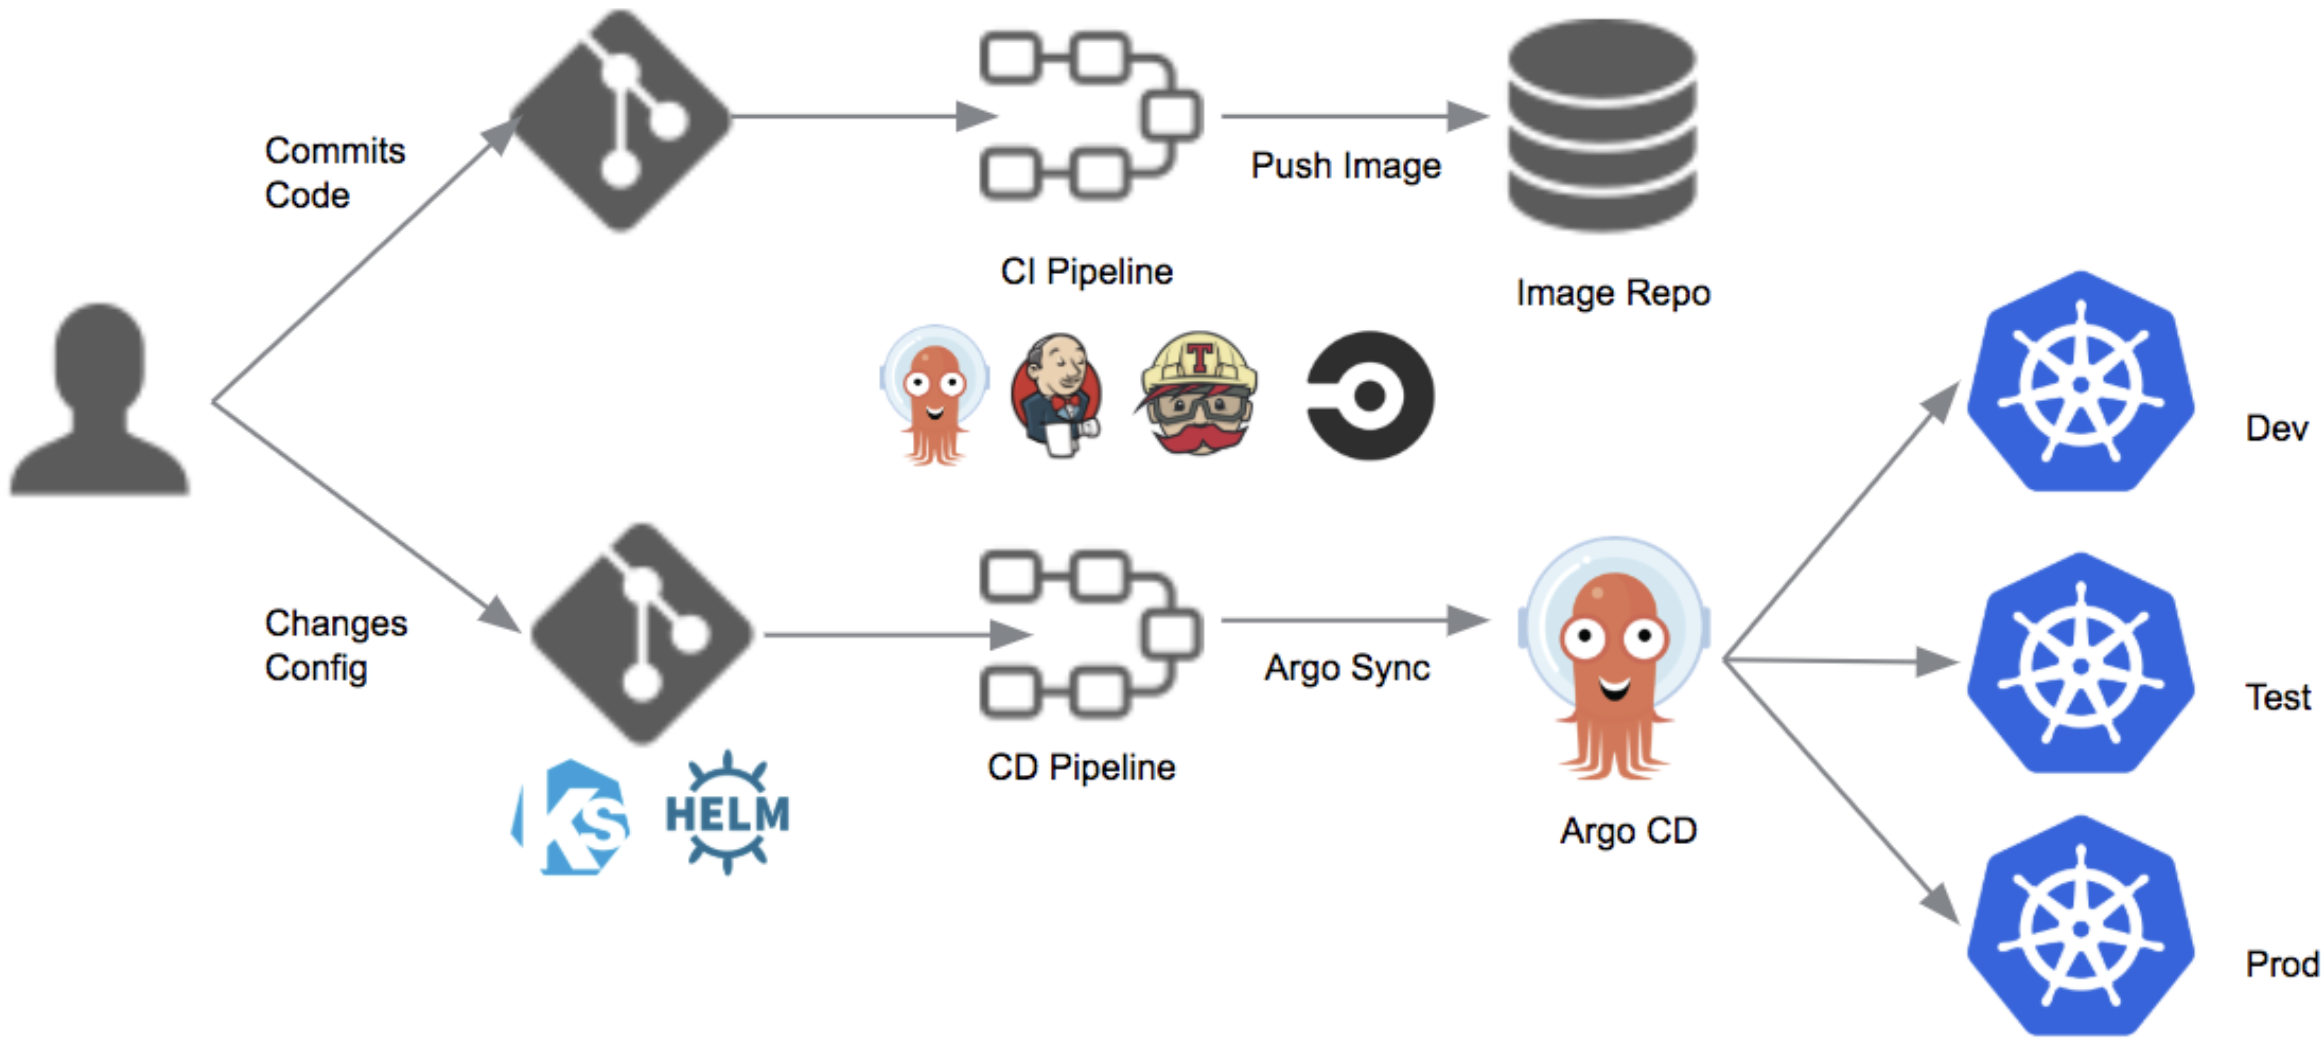 Commits
Code
Push Image
CI Pipeline
Image Repo
T
Dev
Changes
Config
Argo Sync
Test
CD Pipeline
Ks
HELM
Argo CD
Prod